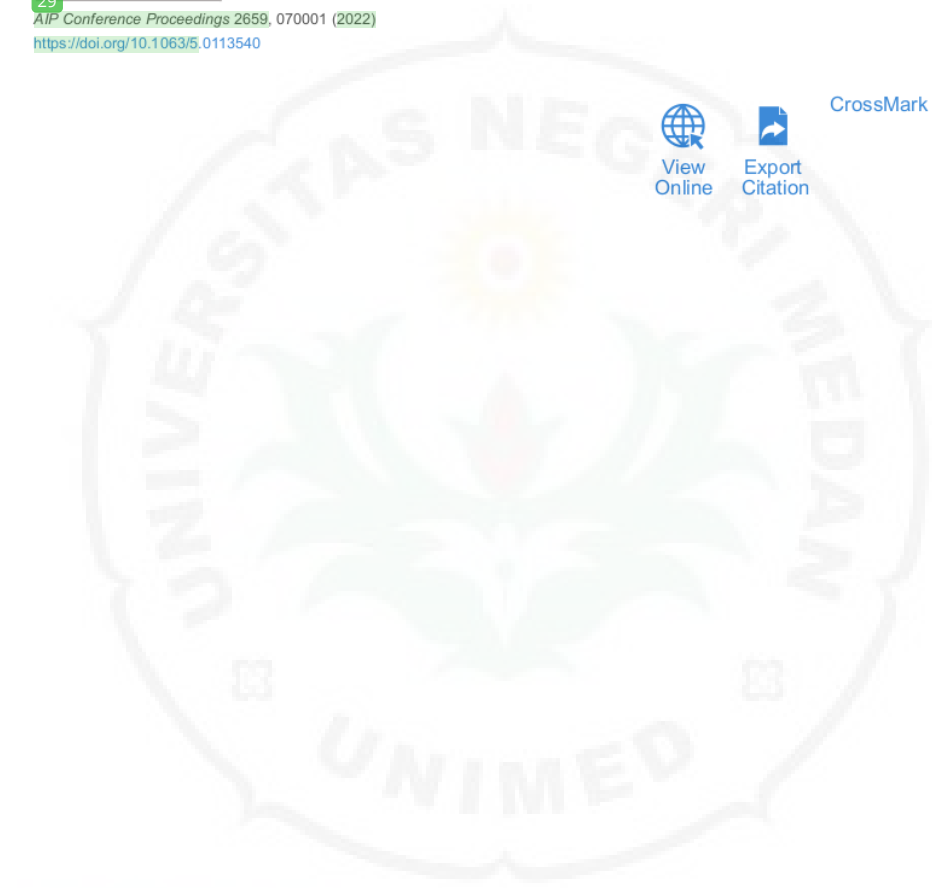 29
AIP Conference Proceedings 2659, 070001 (2022)
https://doi.org/10.1063/5.0113540
CrossMark
View
Online
Export
Citation
UNIVERSITAS NEGERI MEDAN
UNIMED